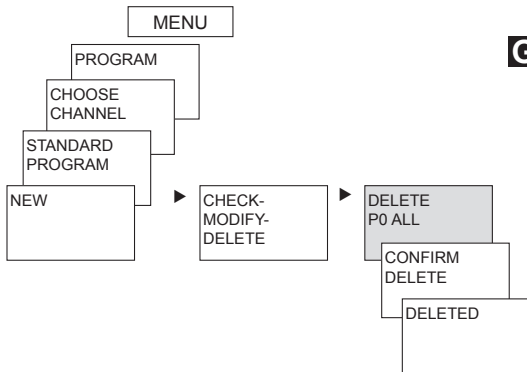 MENU
G
PROGRAM
CHOOSE
CHANNEL
STANDARD
PROGRAM
NEW
CHECK-
MODIFY-
DELETE
DELETE
P0 ALL
CONFIRM
DELETE
DELETED